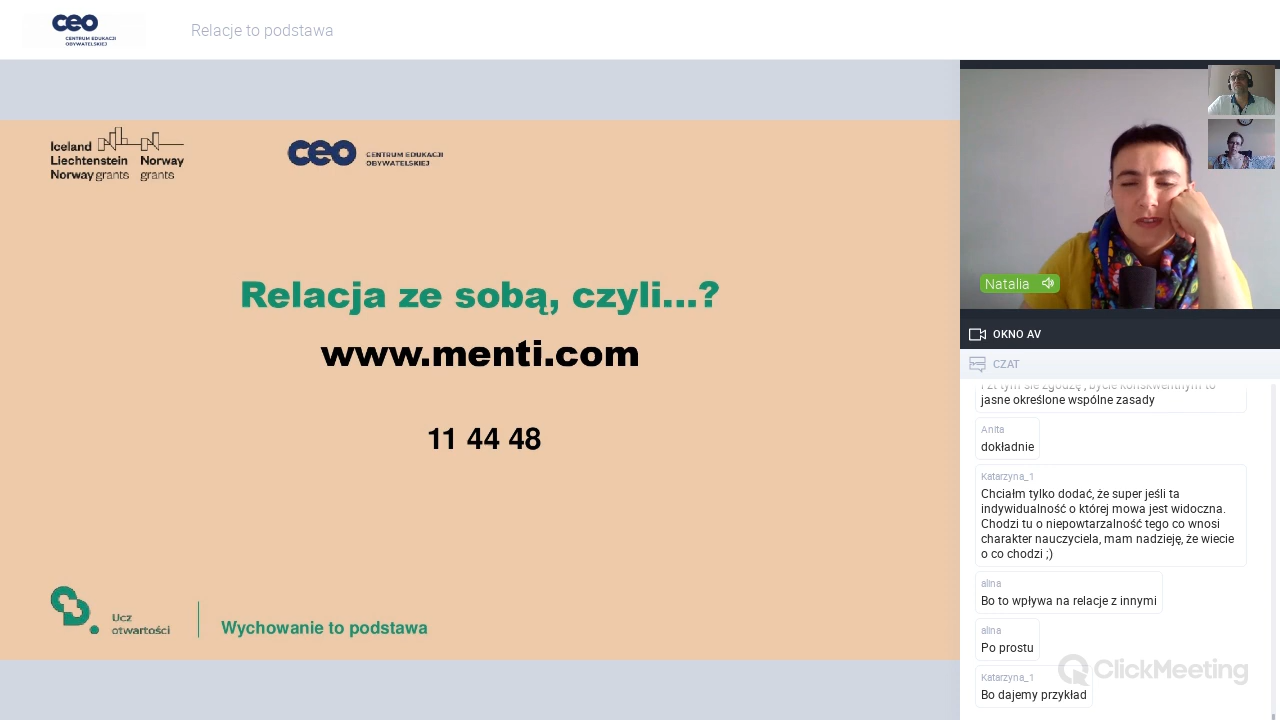 ceo
CENTRUM EDUKACJI
OBYWATELSKIEJ
Relacje to podstawa
Iceland
Liechtenstein Norway
Norway grants grants
ceo
CENTRUM EDUKACJI
OBYWATELSKIEJ
Relacja ze sobą, czyli...?
www.menti.com
11 44 48
Ucz
otwartości
Wychowanie to podstawa
Natalia
OKNO AV
CZAT
jasne określone wspólne zasady
Anita
dokładnie
Katarzyna_1
Chciałm tylko dodać, że super jeśli ta
indywidualność o której mowa jest widoczna.
Chodzi tu o niepowtarzalność tego co wnosi
charakter nauczyciela, mam nadzieję, że wiecie
o co chodzi ;)
alina
Bo to wpływa na relacje z innymi
alina
Po prostu
Katarzyna_1
Bo dajemy przykład
ClickMeeting